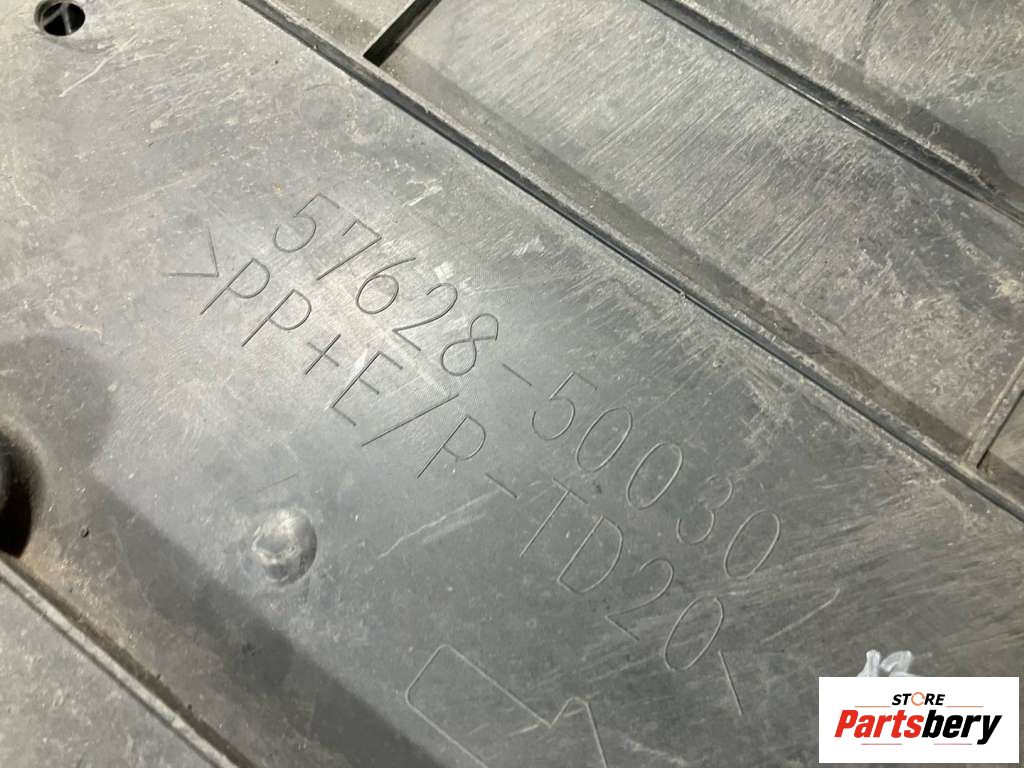 57628-50030
>PP+E/P-TD20-
STORE
Partsbery